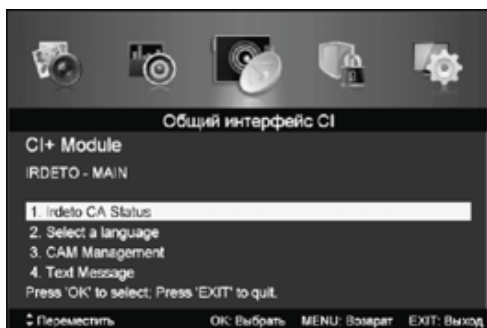 Общий интерфейс CI
CI+ Module
IRDETO - MAIN
1. Irdeto CA Status
2. Select a language
3. CAM Management
4. Text Message
Press 'OK' to select; Press 'EXIT' to quit.
Переместить OK: Выбрать MENU: Возврат EXIT: Выход